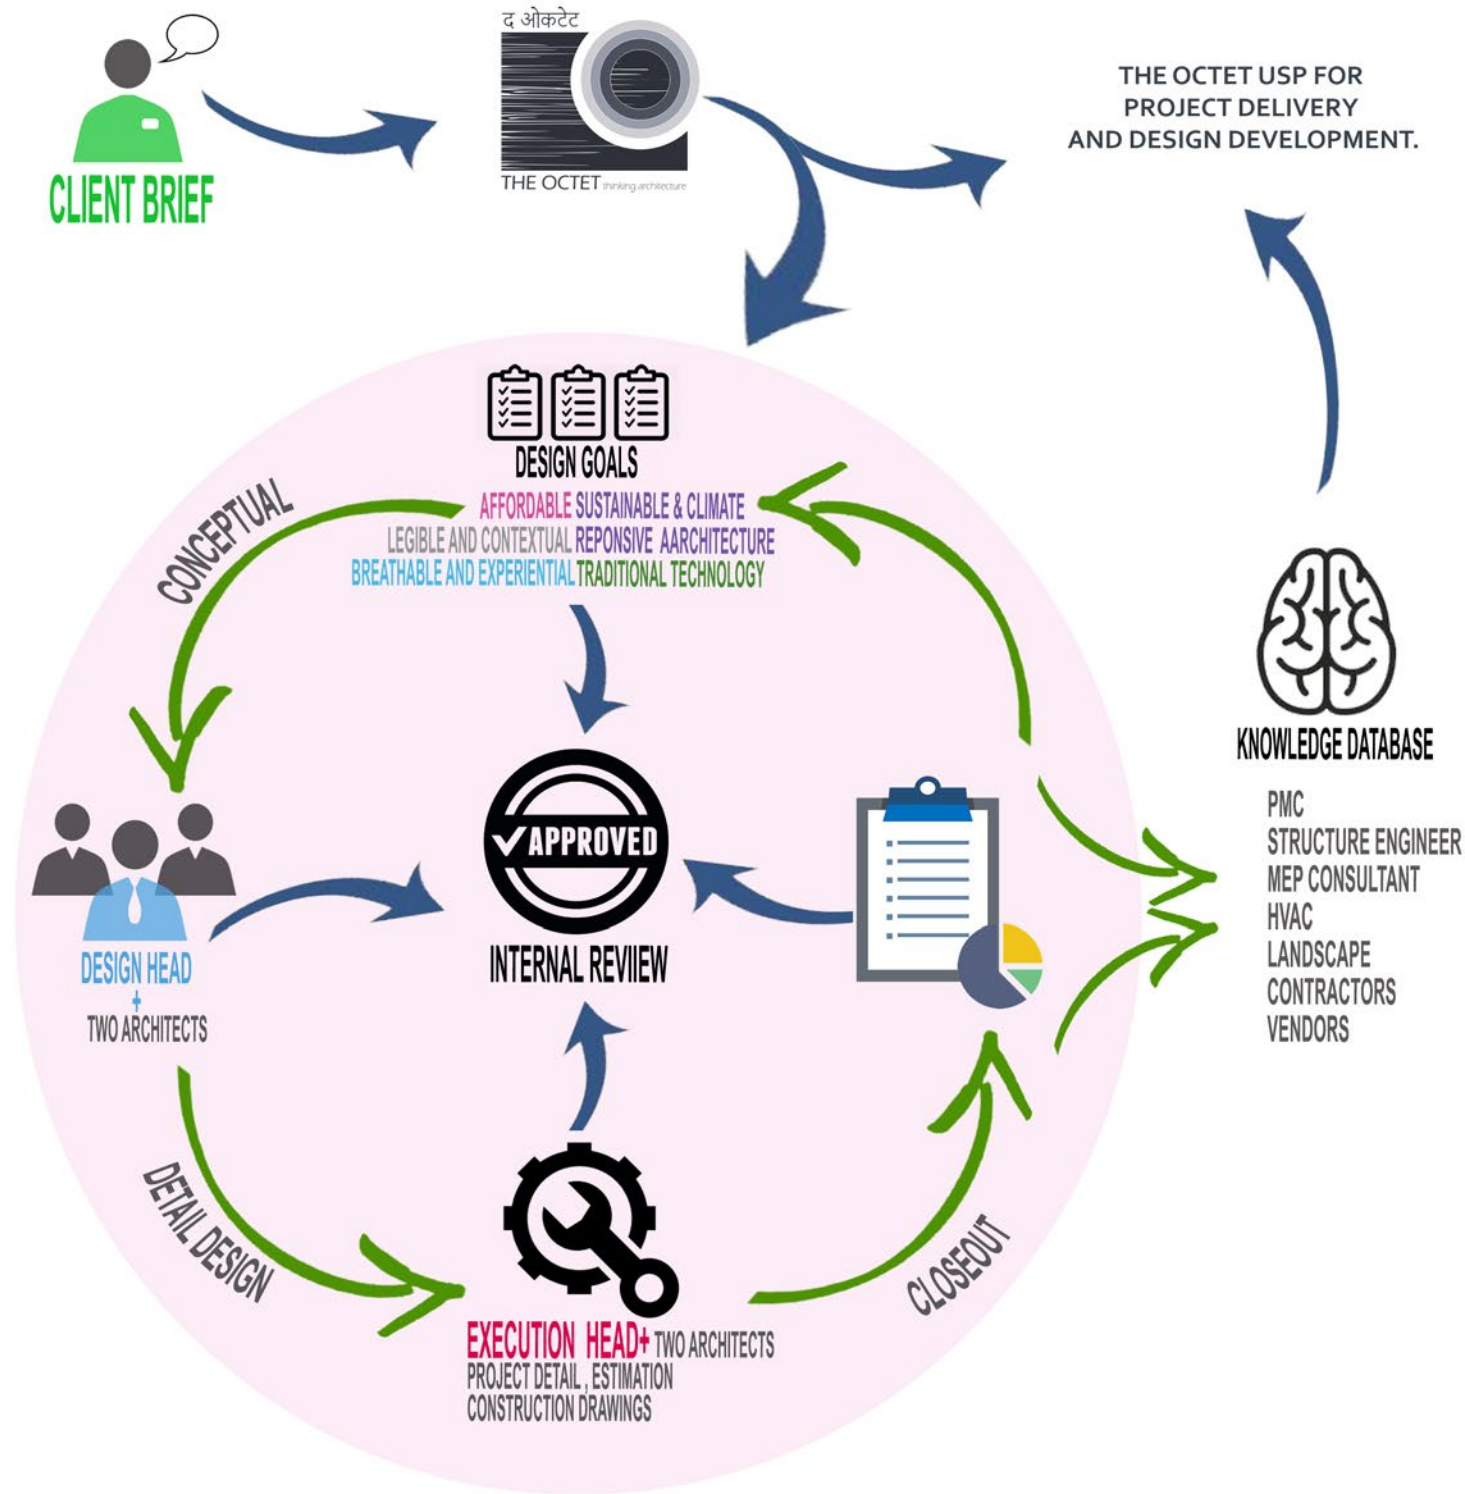 द ओकटेट
THE OCTET thinking architecture
CLIENT BRIEF
THE OCTET USP FOR
PROJECT DELIVERY
AND DESIGN DEVELOPMENT.
DESIGN GOALS
AFFORDABLE SUSTAINABLE & CLIMATE
LEGIBLE AND CONTEXTUAL REPONSIVE AARCHITECTURE
BREATHABLE AND EXPERIENTIAL TRADITIONAL TECHNOLOGY
CONCEPTUAL
APPROVED
INTERNAL REVIIEW
DESIGN HEAD
+
TWO ARCHITECTS
KNOWLEDGE DATABASE
PMC
STRUCTURE ENGINEER
MEP CONSULTANT
HVAC
LANDSCAPE
CONTRACTORS
VENDORS
DETAIL DESIGN
CLOSEOUT
EXECUTION HEAD+ TWO ARCHITECTS
PROJECT DETAIL , ESTIMATION
CONSTRUCTION DRAWINGS